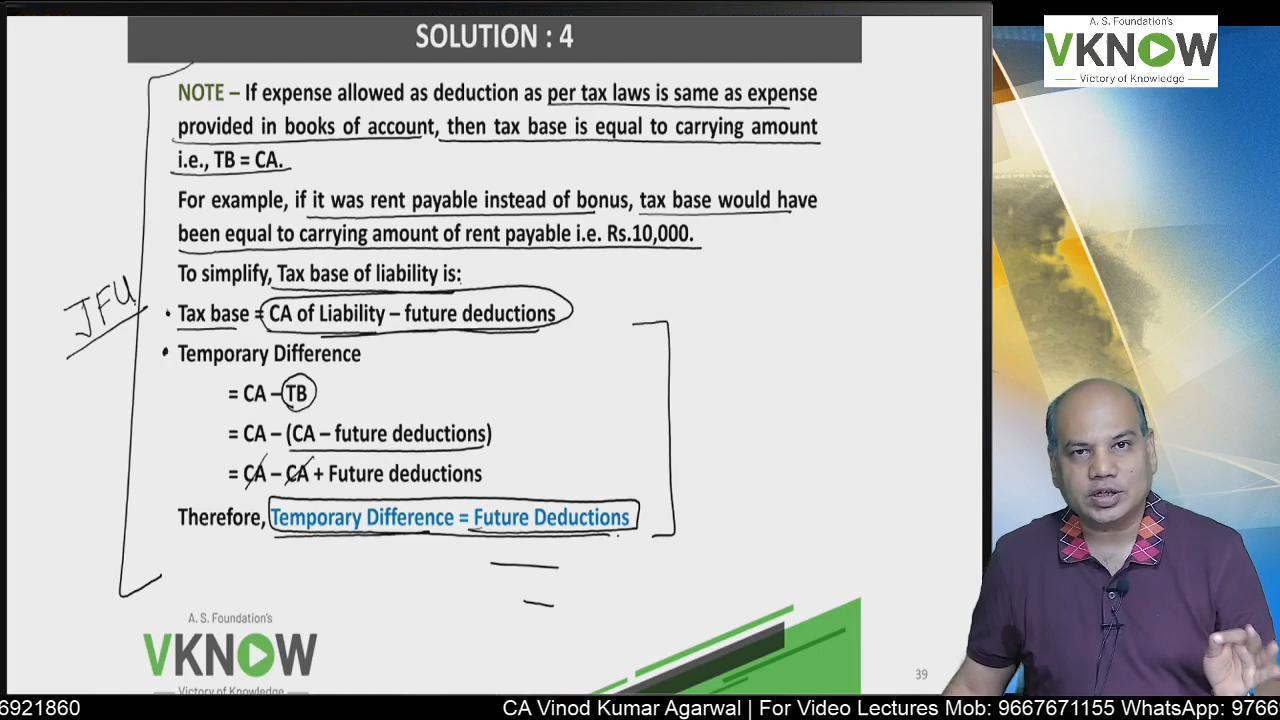 SOLUTION : 4
A. S. Foundation's
VKNOW
Victory of Knowledge
NOTE – If expense allowed as deduction as per tax laws is same as expense
provided in books of account, then tax base is equal to carrying amount
i.e., TB = CA.
For example, if it was rent payable instead of bonus, tax base would have
been equal to carrying amount of rent payable i.e. Rs.10,000.
To simplify, Tax base of liability is:
JFU
• Tax base = CA of Liability – future deductions
• Temporary Difference
= CA – TB
= CA – (CA – future deductions)
= CA – CA + Future deductions
Therefore, Temporary Difference = Future Deductions
A. S. Foundation's
VKNOW
Victory of Knowledge
39
6921860 CA Vinod Kumar Agarwal | For Video Lectures Mob: 9667671155 WhatsApp: 9766